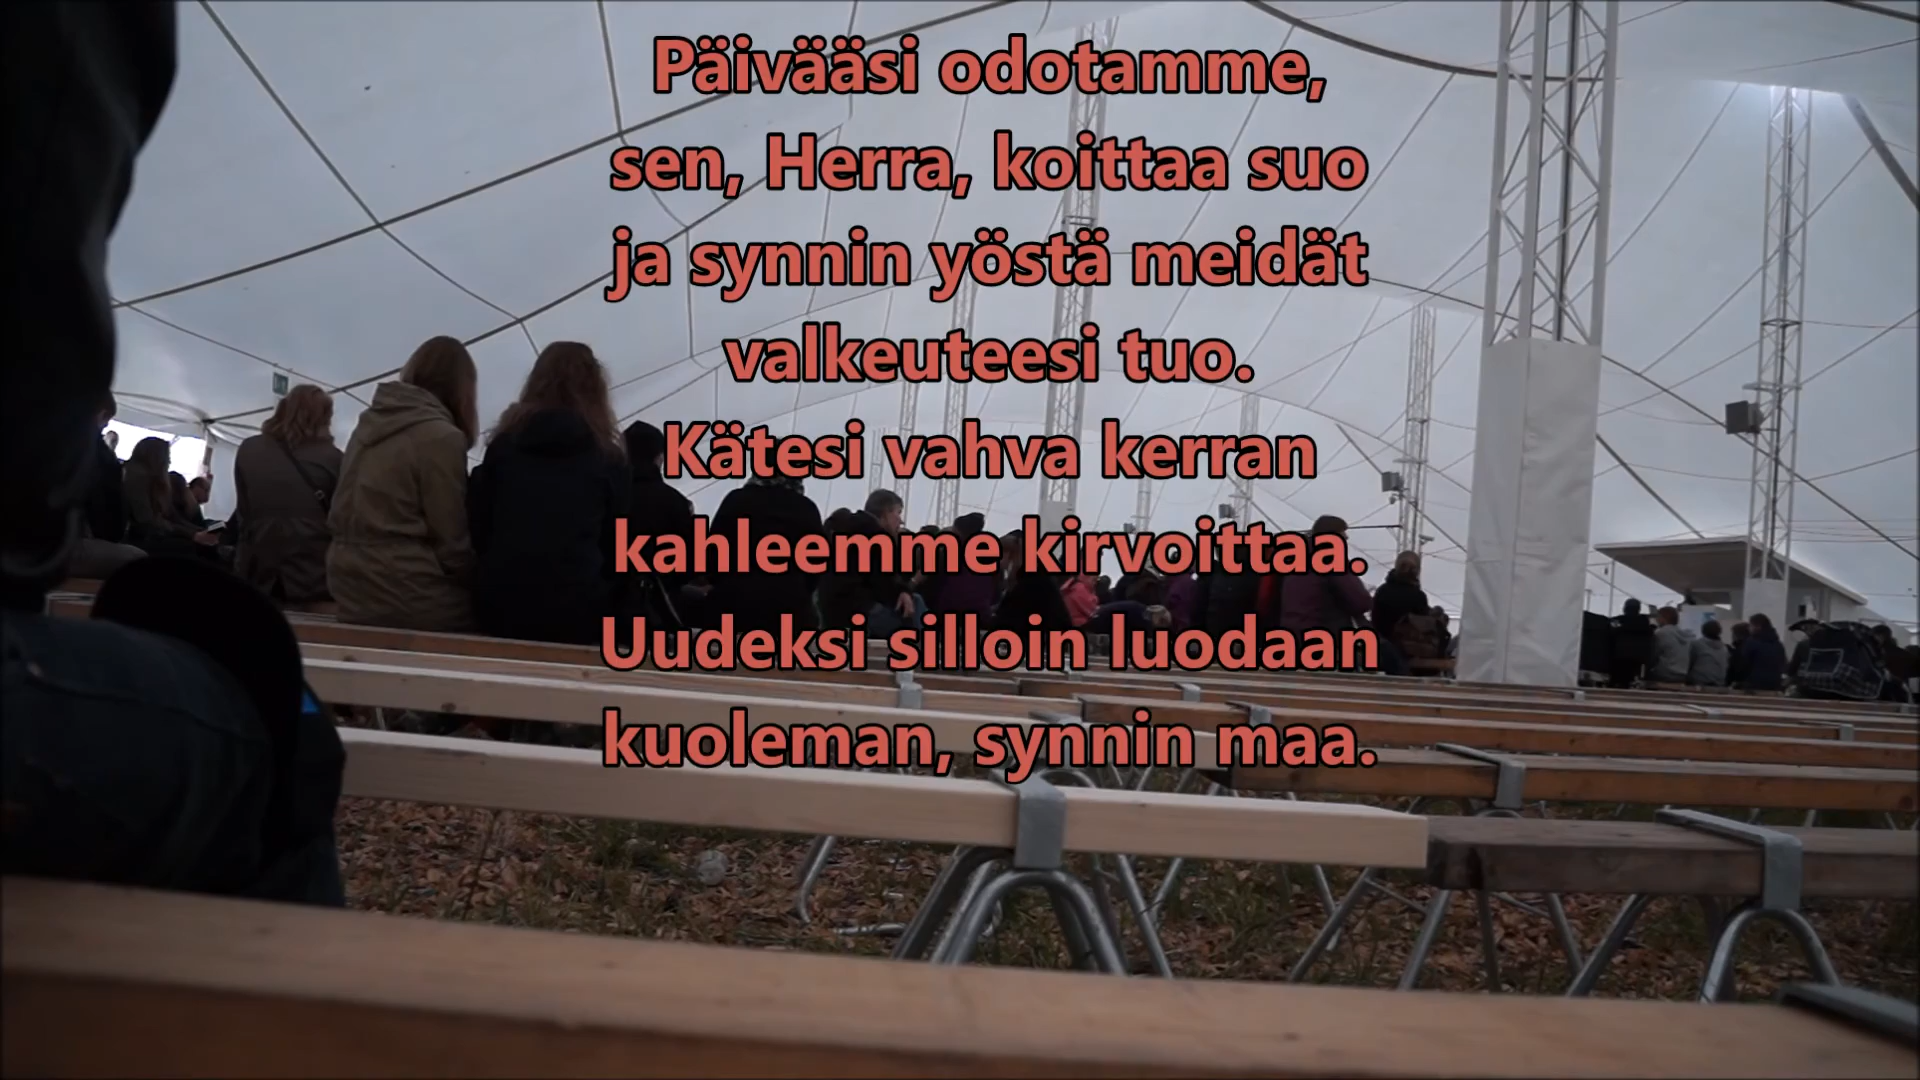 Päivääsi odotamme,
sen, Herra, koittaa suo
ja synnin yöstä meidät
valkeuteesi tuo.
Kätesi vahva kerran
kahleemme kirvoittaa.
Uudeksi silloin luodaan
kuoleman, synnin maa.